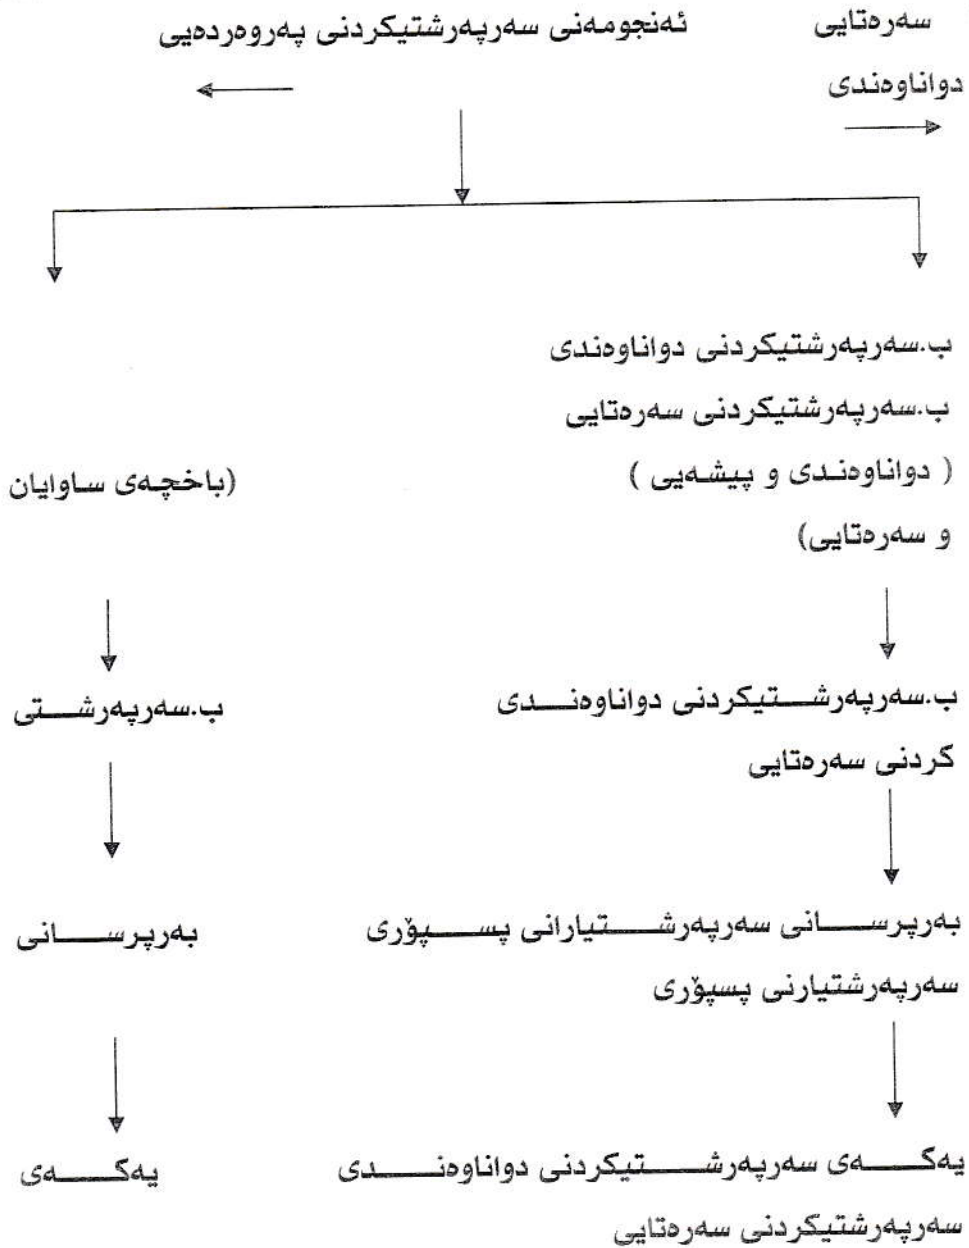 سەرەتایی ئەنجومەنی سەرپەرشتیکردنی پەروەردەیی
دواناوەندی
ب.سەرپەرشتیکردنی دواناوەندی
ب.سەرپەرشتیکردنی سەرەتایی
( دواناوەندی و پیشەیی ) (باخچەی ساوایان
و سەرەتایی)
ب.سەرپەرشتیکردنی دواناوەندی ب.سەرپەرشتی
کردنی سەرەتایی
بەرپرسانی سەرپەرشتیارانی پسپۆری بەرپرسانی
سەرپەرشتیارنی پسپۆری
یەکەی سەرپەرشتیکردنی دواناوەندی یەکەی
سەرپەرشتیکردنی سەرەتایی